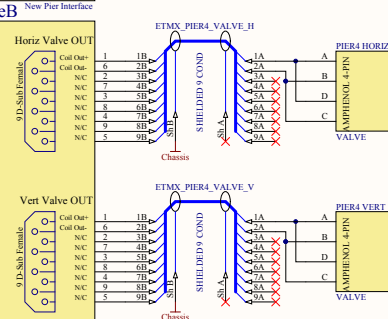 eB New Pier Interface
ETMX_PIER4_VALVE_H
Horiz Valve OUT
PIER4 HORIZ
9 D-Sub Female
Coil Out+ 1 1B 1A A
Coil Out- 6 2B 2A
N/C 2 3B 3A B
N/C 7 4B 4A
N/C 3 5B 5A D
N/C 8 6B 6A
N/C 4 7B 7A C
N/C 9 8B 8A
N/C 5 9B 9A
Sh B
SHIELDED 9 COND
Sh A
AMPHENOL 4-PIN
VALVE
Chassis
ETMX_PIER4_VALVE_V
Vert Valve OUT
PIER4 VERT
9 D-Sub Female
Coil Out+ 1 1B 1A A
Coil Out- 6 2B 2A
N/C 2 3B 3A B
N/C 7 4B 4A
N/C 3 5B 5A D
N/C 8 6B 6A
N/C 4 7B 7A C
N/C 9 8B 8A
N/C 5 9B 9A
Sh B
SHIELDED 9 COND
Sh A
AMPHENOL 4-PIN
VALVE
Chassis